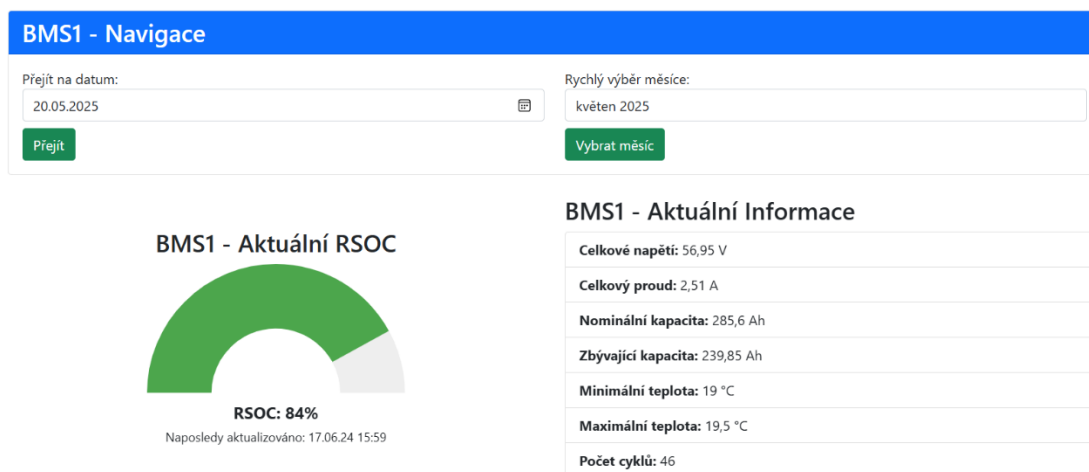 BMS1 - Navigace
Přejít na datum:
20.05.2025
Přejít
Rychlý výběr měsíce:
květen 2025
Vybrat měsíc
BMS1 - Aktuální RSOC
RSOC: 84%
Naposledy aktualizováno: 17.06.24 15:59
BMS1 - Aktuální Informace
Celkové napětí: 56,95 V
Celkový proud: 2,51 A
Nominální kapacita: 285,6 Ah
Zbývající kapacita: 239,85 Ah
Minimální teplota: 19 °C
Maximální teplota: 19,5 °C
Počet cyklů: 46